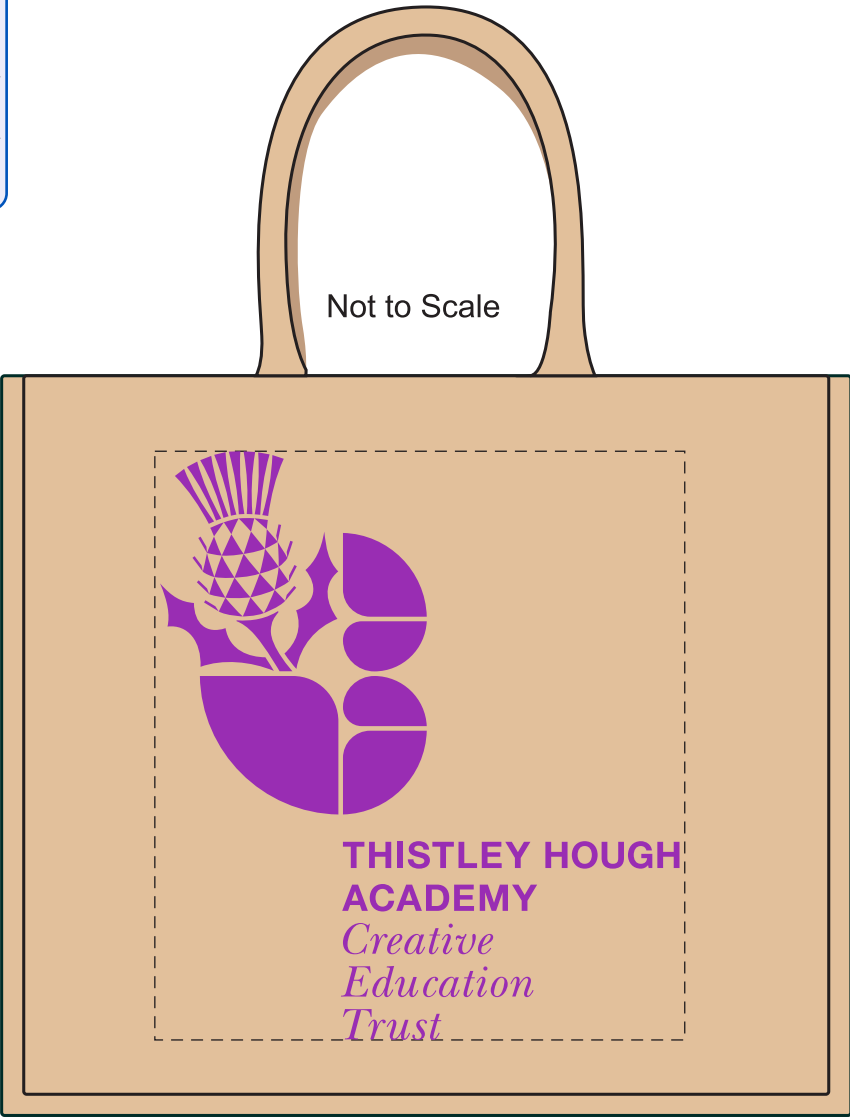 Not to Scale
THISTLEY HOUGH
ACADEMY
Creative
Education
Trust